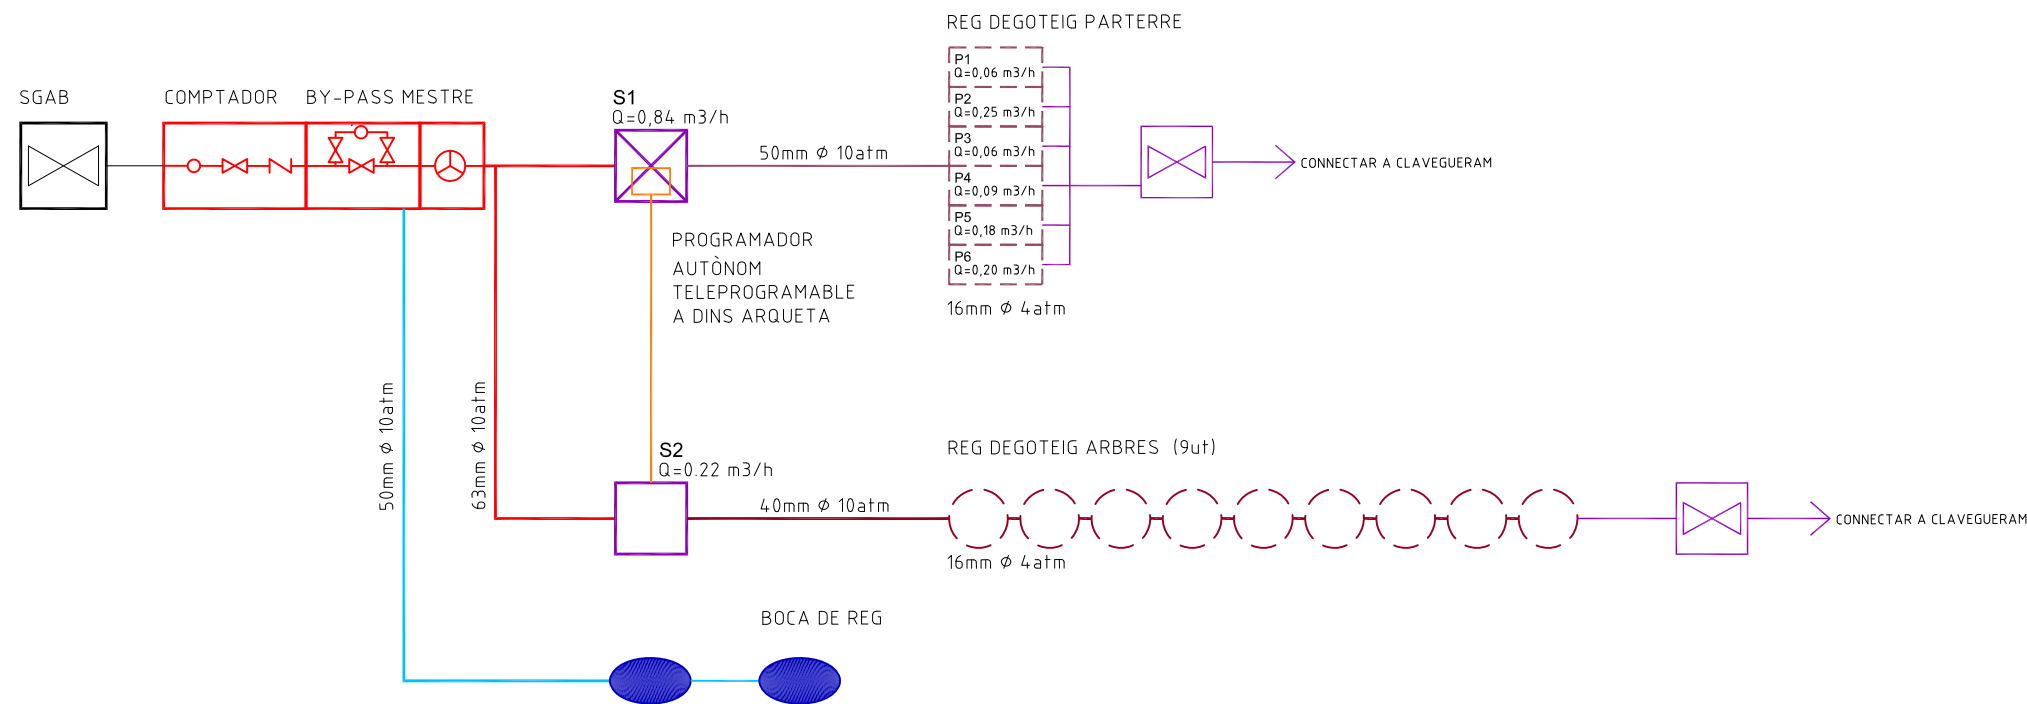 REG DEGOTEIG PARTERRE
SGAB
COMPTADOR
BY-PASS MESTRE
S1
Q=0,84 m3/h
50mm Ø 10atm
P1
Q=0,06 m3/h
P2
Q=0,25 m3/h
P3
Q=0,06 m3/h
P4
Q=0,09 m3/h
P5
Q=0,18 m3/h
P6
Q=0,20 m3/h
16mm Ø 4atm
CONNECTAR A CLAVEGUERAM
PROGRAMADOR
AUTÒNOM
TELEPROGRAMABLE
A DINS ARQUETA
50mm Ø 10atm
63mm Ø 10atm
S2
Q=0.22 m3/h
40mm Ø 10atm
REG DEGOTEIG ARBRES (9ut)
16mm Ø 4atm
CONNECTAR A CLAVEGUERAM
BOCA DE REG